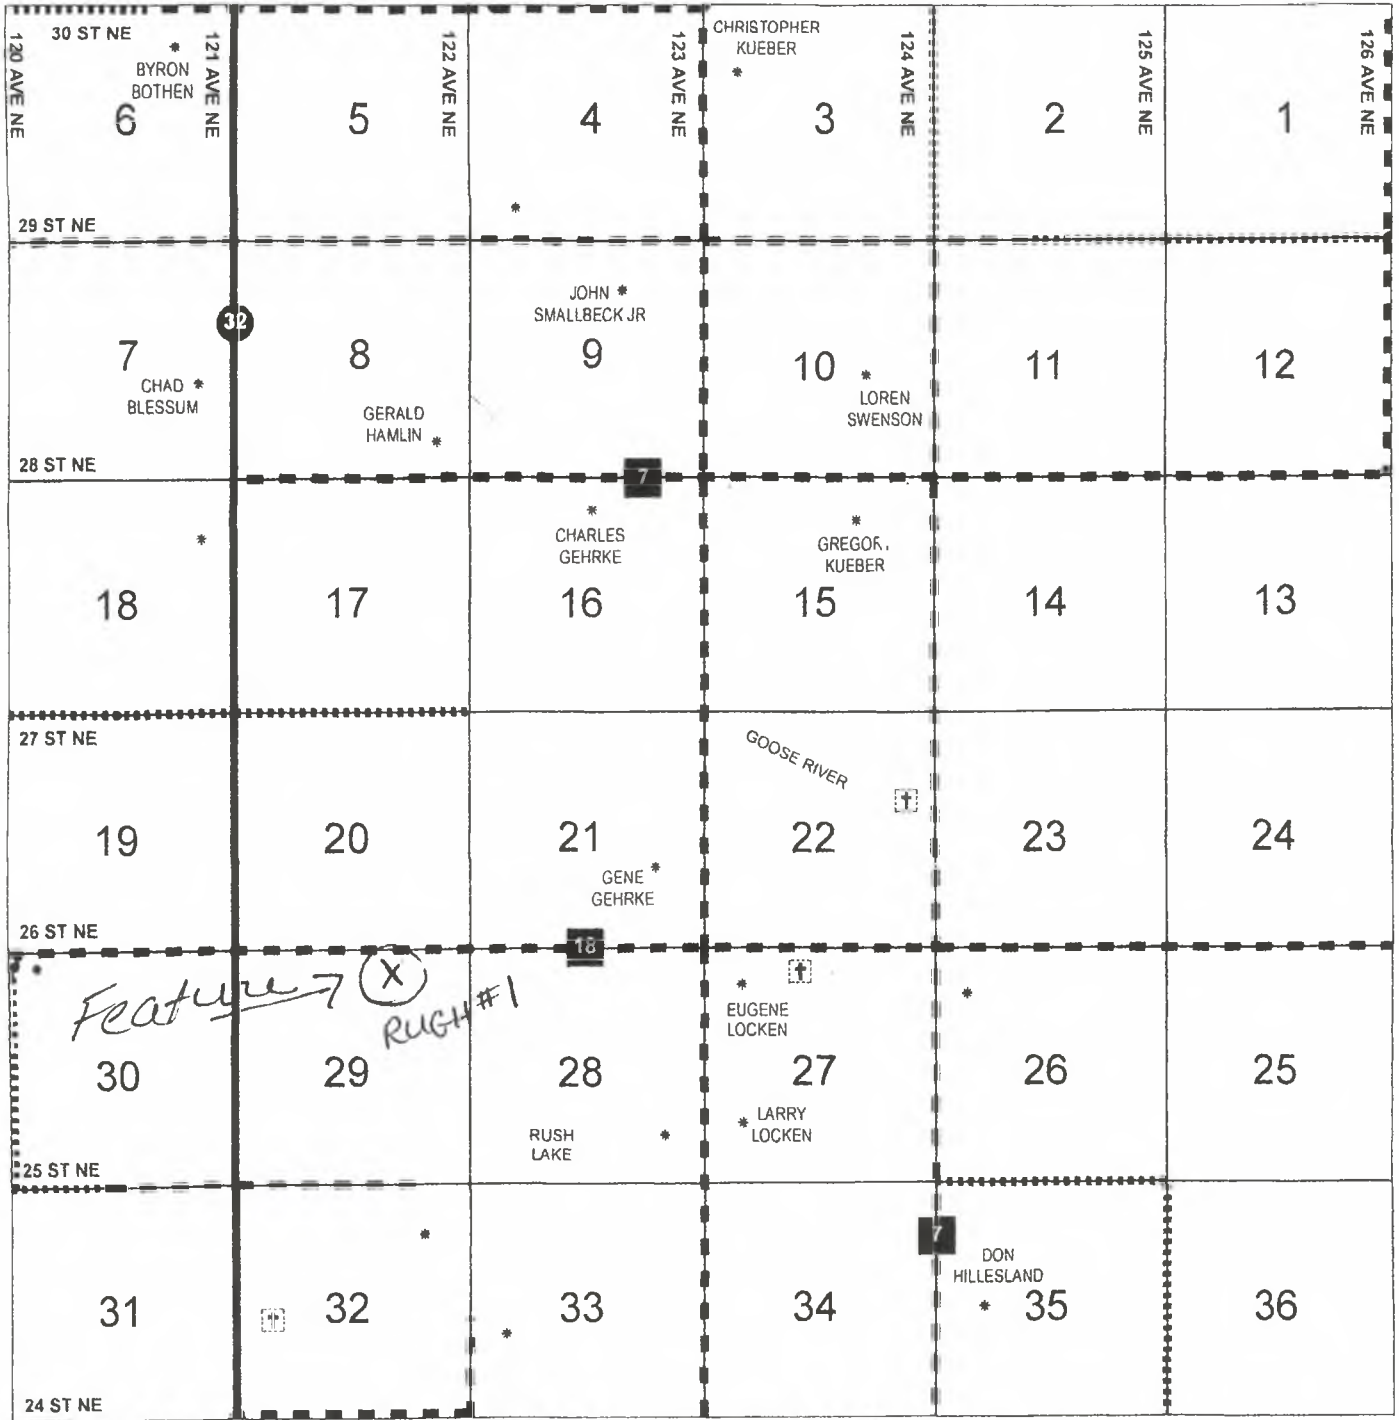 30 ST NE
120 AVE NE
121 AVE NE
122 AVE NE
123 AVE NE
124 AVE NE
125 AVE NE
126 AVE NE
BYRON
BOTHEN
CHRISTOPHER
KUEBER
6
5
4
3
2
1
29 ST NE
32
JOHN
SMALLBECK JR
7
8
9
10
11
12
CHAD
BLESSUM
GERALD
HAMLIN
LOREN
SWENSON
28 ST NE
7
CHARLES
GEHRKE
KUEBER
18
17
16
15
14
13
27 ST NE
GOOSE RIVER
19
20
21
22
23
24
GENE
GEHRKE
26 ST NE
18
Feature → X
RUGH #1
EUGENE
LOCKEN
30
29
28
27
26
25
RUSH
LAKE
LARRY
LOCKEN
25 ST NE
7
DON
HILLESLAND
31
32
33
34
35
36
24 ST NE